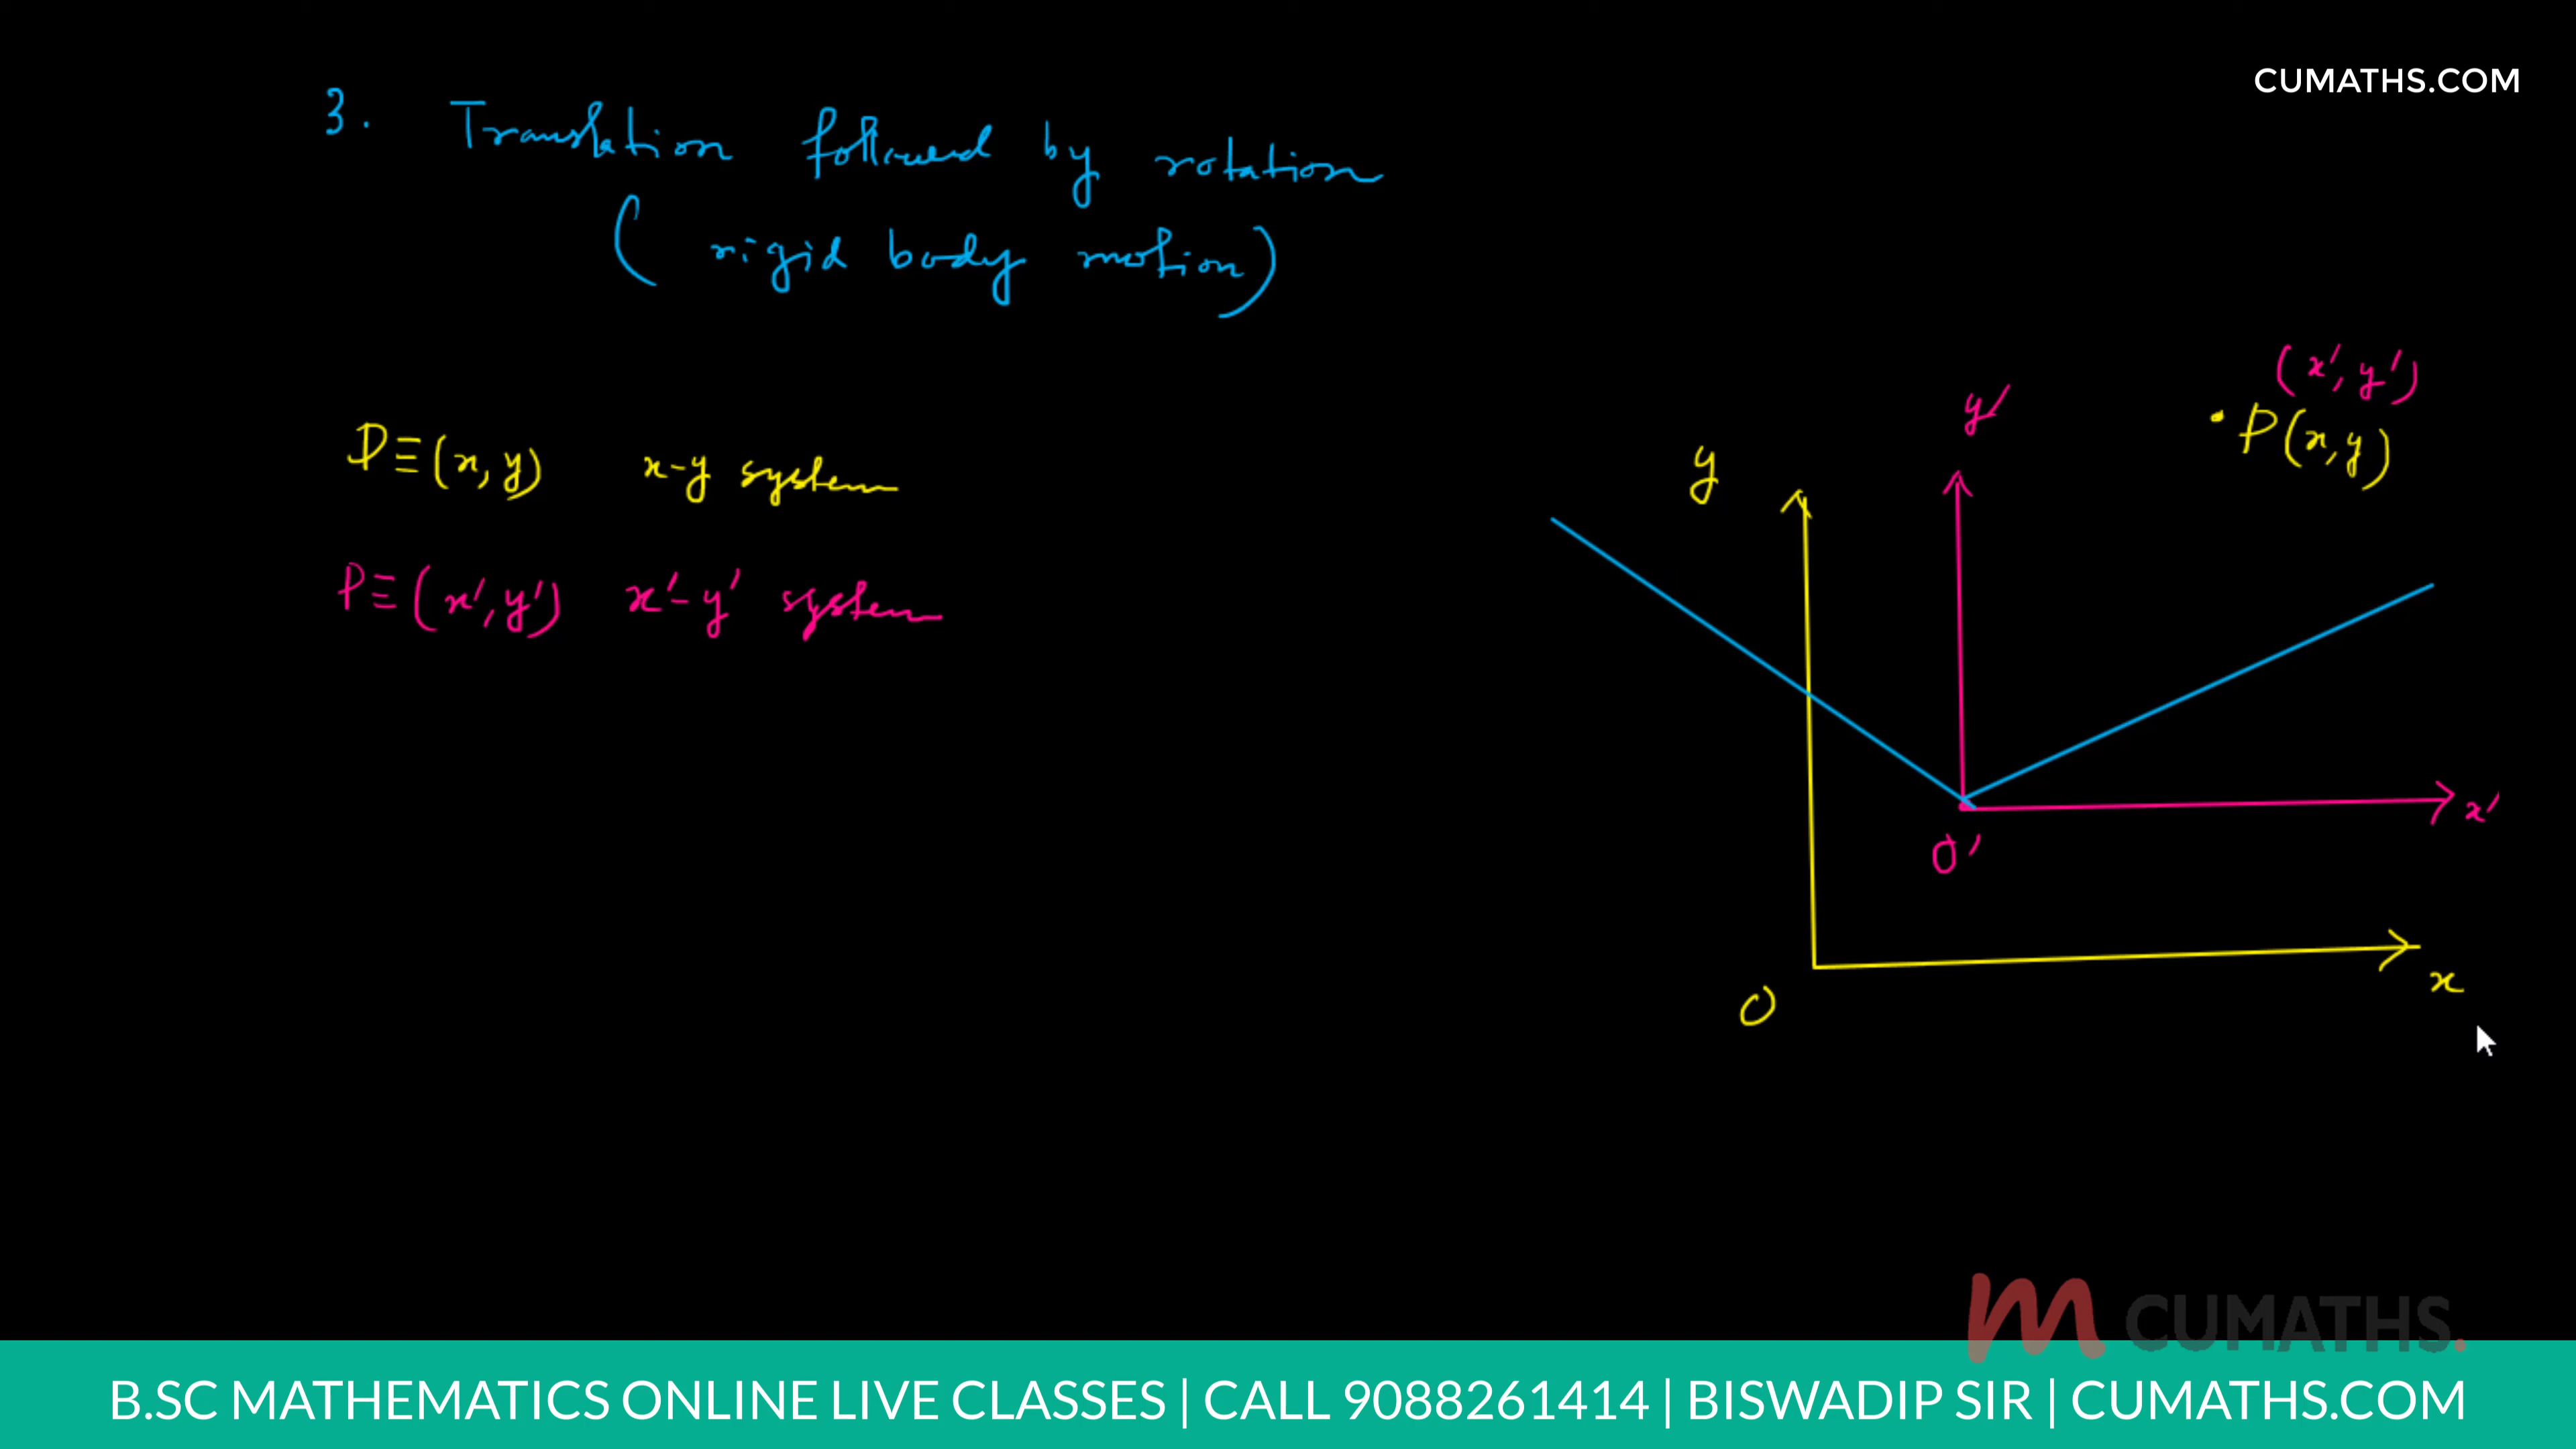 CUMATHS.COM
3. Translation followed by rotation
( rigid body motion)
(x', y')
y'
P(x, y)
P≡(x, y) x-y system
y
P≡(x', y') x'-y' system
x'
O'
x
O
m CUMATHS.
B.SC MATHEMATICS ONLINE LIVE CLASSES | CALL 9088261414 | BISWADIP SIR | CUMATHS.COM